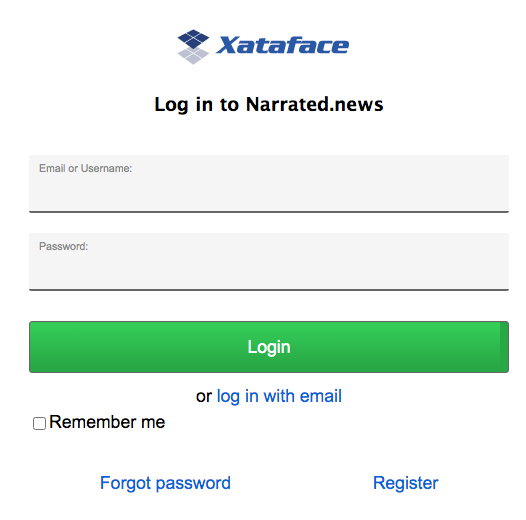 Xataface
Log in to Narrated.news
Email or Username:
Password:
Login
or log in with email
Remember me
Forgot password Register